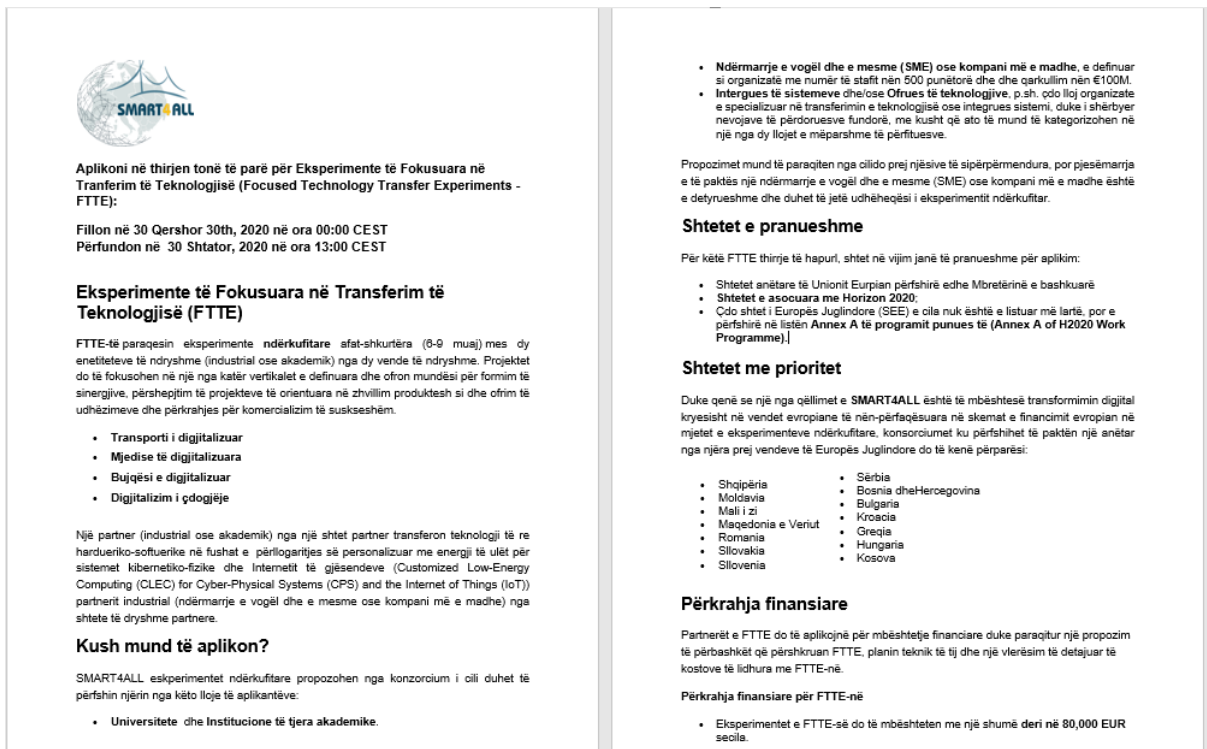 SMART4ALL
Aplikoni në thirjen tonë të parë për Eksperimente të Fokusuara në
Tranferim të Teknologjisë (Focused Technology Transfer Experiments -
FTTE):
Fillon në 30 Qershor 30th, 2020 në ora 00:00 CEST
Përfundon në 30 Shtator, 2020 në ora 13:00 CEST
Eksperimente të Fokusuara në Transferim të
Teknologjisë (FTTE)
FTTE-të paraqesin eksperimente ndërkufitare afat-shkurtëra (6-9 muaj) mes dy
enetiteteve të ndryshme (industrial ose akademik) nga dy vende të ndryshme. Projektet
do të fokusohen në një nga katër vertikalet e definuara dhe ofron mundësi për formim të
sinergjive, përshepjtim të projekteve të orientuara në zhvillim produktesh si dhe ofrim të
udhëzimeve dhe përkrahjes për komercializim të suskseshëm.
• Transporti i digjitalizuar
• Mjedise të digjitalizuara
• Bujqësi e digjitalizuar
• Digjitalizim i çdogjëje
Një partner (industrial ose akademik) nga një shtet partner transferon teknologji të re
hardueriko-softuerike në fushat e përllogaritjes së personalizuar me energji të ulët për
sistemet kibernetiko-fizike dhe Internetit të gjësendeve (Customized Low-Energy
Computing (CLEC) for Cyber-Physical Systems (CPS) and the Internet of Things (IoT))
partnerit industrial (ndërmarrje e vogël dhe e mesme ose kompani më e madhe) nga
shtete të dryshme partnere.
Kush mund të aplikon?
SMART4ALL eskperimentet ndërkufitare propozohen nga konzorcium i cili duhet të
përfshin njërin nga këto lloje të aplikantëve:
• Universitete dhe Institucione të tjera akademike.
• Ndërmarrje e vogël dhe e mesme (SME) ose kompani më e madhe, e definuar
si organizatë me numër të stafit nën 500 punëtorë dhe dhe qarkullim nën €100M.
• Intergues të sistemeve dhe/ose Ofrues të teknologjive, p.sh. çdo lloj organizate
e specializuar në transferimin e teknologjisë ose integrues sistemi, duke i shërbyer
nevojave të përdoruesve fundorë, me kusht që ato të mund të kategorizohen në
një nga dy llojet e mëparshme të përfituesve.
Propozimet mund të paraqiten nga cilido prej njësive të sipërpërmendura, por pjesëmarrja
e të paktës një ndërmarrje e vogël dhe e mesme (SME) ose kompani më e madhe është
e detyrueshme dhe duhet të jetë udhëheqësi i eksperimentit ndërkufitar.
Shtetet e pranueshme
Për këtë FTTE thirrje të hapurl, shtet në vijim janë të pranueshme për aplikim:
• Shtetet anëtare të Unionit Eurpian përfshirë edhe Mbretërinë e bashkuarë
• Shtetet e asocuara me Horizon 2020;
• Çdo shtet i Europës Juglindore (SEE) e cila nuk është e listuar më lartë, por e
përfshirë në listën Annex A të programit punues të (Annex A of H2020 Work
Programme).
Shtetet me prioritet
Duke qenë se një nga qëllimet e SMART4ALL është të mbështesë transformimin digjital
kryesisht në vendet evropiane të nën-përfaqësuara në skemat e financimit evropian në
mjetet e eksperimenteve ndërkufitare, konsorciumet ku përfshihet të paktën një anëtar
nga njëra prej vendeve të Europës Juglindore do të kenë përparësi:
• Shqipëria
• Moldavia
• Mali i zi
• Maqedonia e Veriut
• Romania
• Sllovakia
• Sllovenia
• Sërbia
• Bosnia dheHercegovina
• Bulgaria
• Kroacia
• Greqia
• Hungaria
• Kosova
Përkrahja finansiare
Partnerët e FTTE do të aplikojnë për mbështetje financiare duke paraqitur një propozim
të përbashkët që përshkruan FTTE, planin teknik të tij dhe një vlerësim të detajuar të
kostove të lidhura me FTTE-në.
Përkrahja finansiare për FTTE-në
• Eksperimentet e FTTE-së do të mbështeten me një shumë deri në 80,000 EUR
secila.